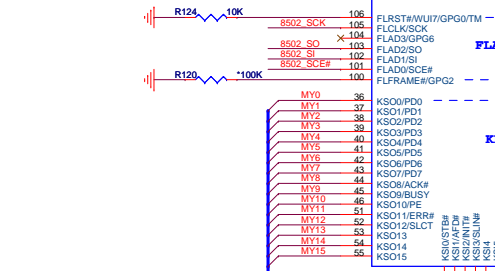 R124 10K 106 FLRST#/WUI7/GPG0/TM
8502_SCK 105 FLCLK/SCK
104 FLAD3/GPG6
8502_SO 103 FLAD2/SO
8502_SI 102 FLAD1/SI
8502_SCE# 101 FLAD0/SCE#
R120 *100K 100 FLFRAME#/GPG2
MY0 36 KSO0/PD0
MY1 37 KSO1/PD1
MY2 38 KSO2/PD2
MY3 39 KSO3/PD3
MY4 40 KSO4/PD4
MY5 41 KSO5/PD5
MY6 42 KSO6/PD6
MY7 43 KSO7/PD7
MY8 44 KSO8/ACK#
MY9 45 KSO9/BUSY
MY10 46 KSO10/PE
MY11 51 KSO11/ERR#
MY12 52 KSO12/SLCT
MY13 53 KSO13
MY14 54 KSO14
MY15 55 KSO15
FLA
K
KSI0/STB#
KSI1/AFD#
KSI2/INIT#
KSI3/SLIN#
KSI4